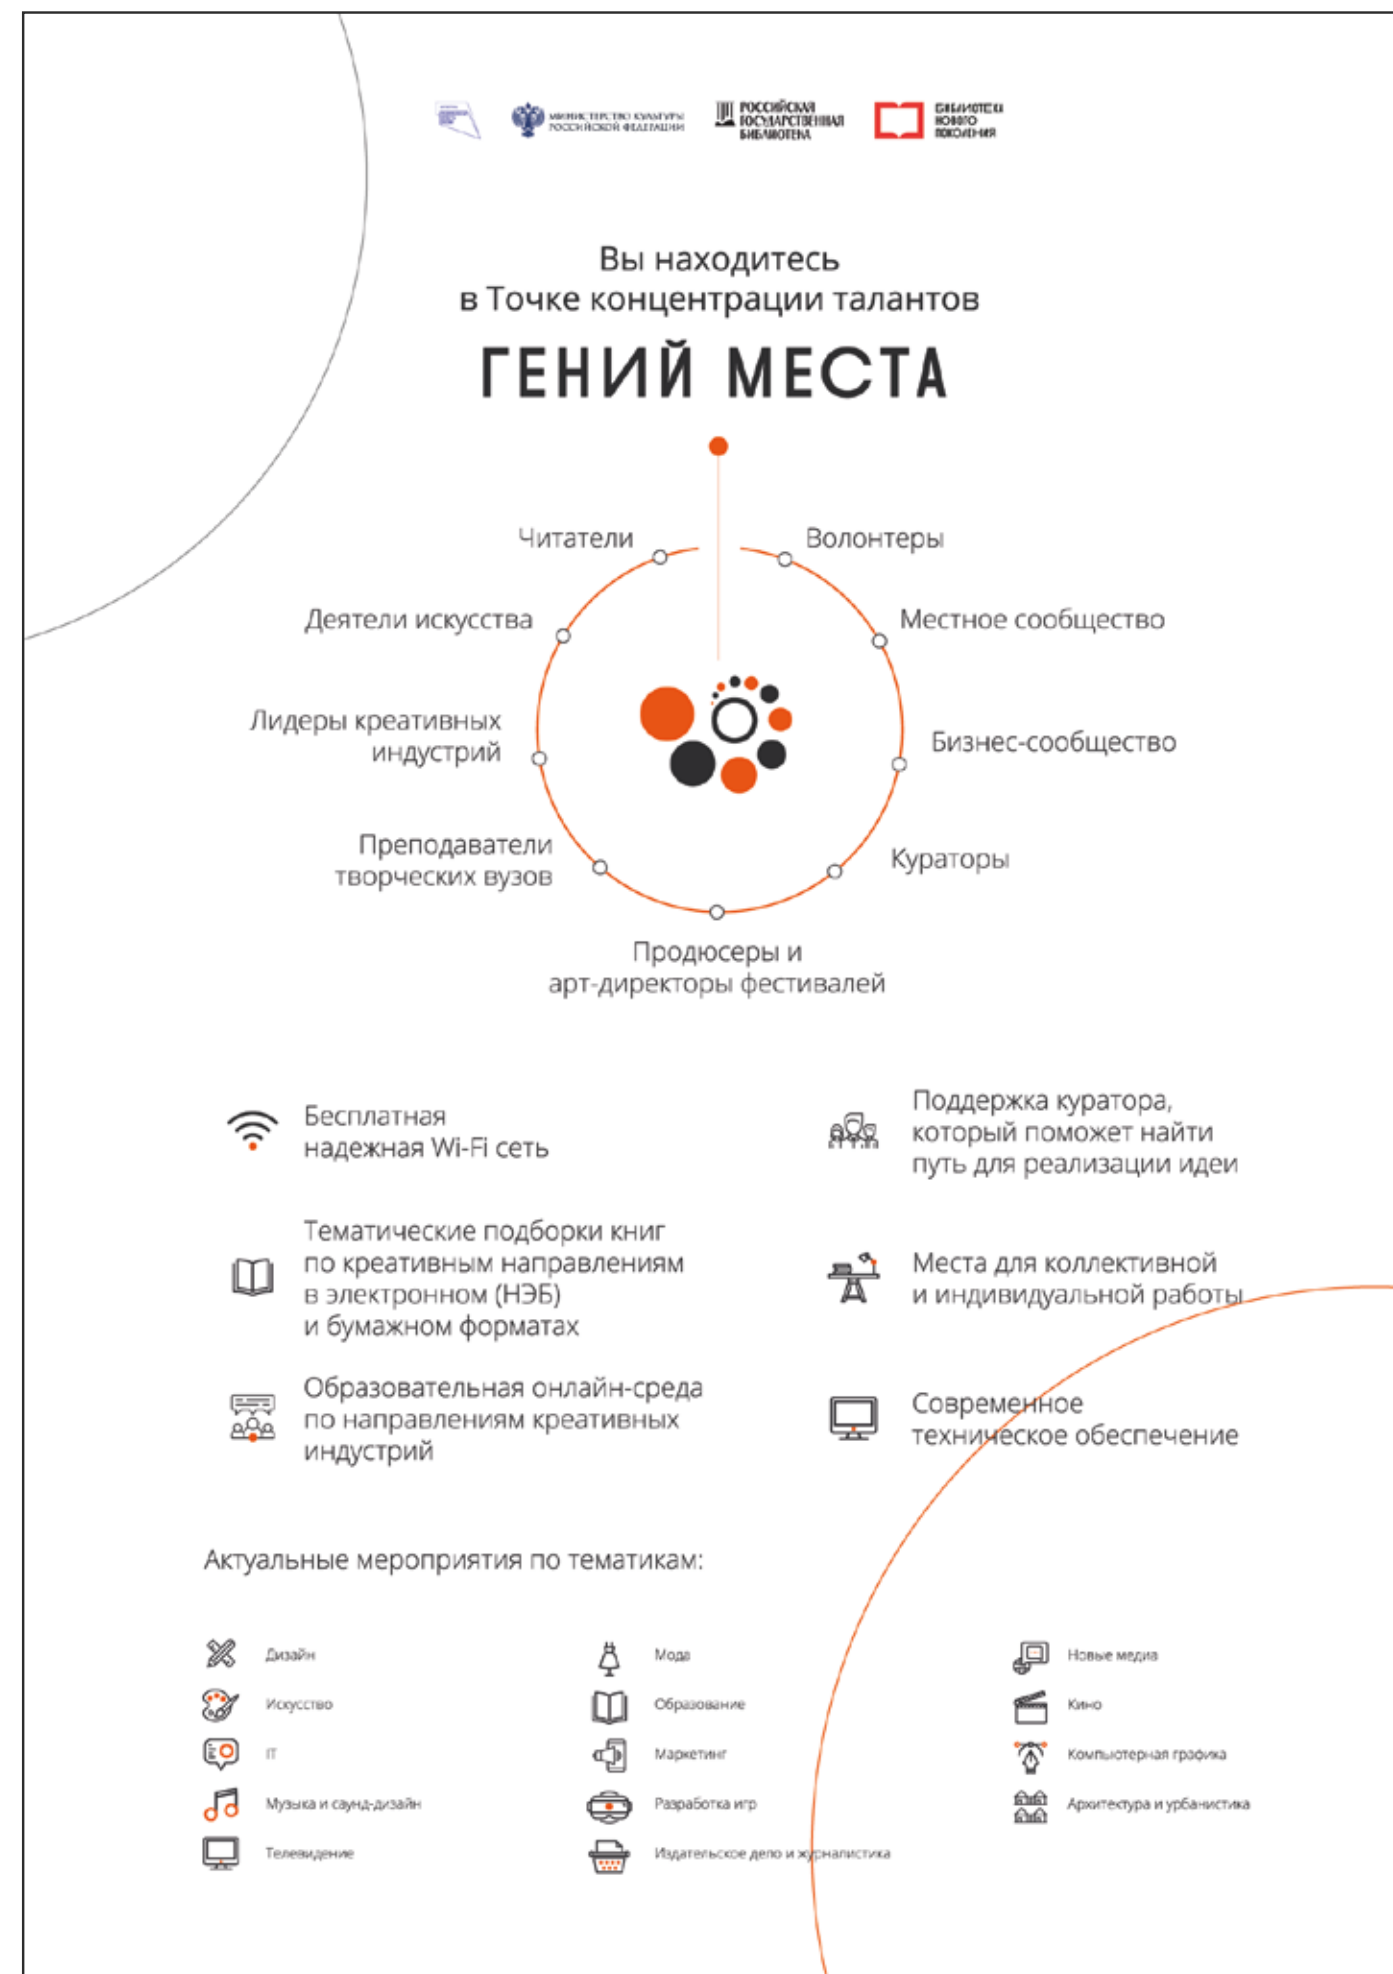 МИНИСТЕРСТВО КУЛЬТУРЫ
РОССИЙСКОЙ ФЕДЕРАЦИИ
РОССИЙСКАЯ
ГОСУДАРСТВЕННАЯ
БИБЛИОТЕКА
БИБЛИОТЕКИ
НОВОГО
ПОКОЛЕНИЯ
Вы находитесь
в Точке концентрации талантов
ГЕНИЙ МЕСТА
Читатели
Волонтеры
Деятели искусства
Местное сообщество
Лидеры креативных
индустрий
Бизнес-сообщество
Преподаватели
творческих вузов
Кураторы
Продюсеры и
арт-директоры фестивалей
Бесплатная
надежная Wi-Fi сеть
Поддержка куратора,
который поможет найти
путь для реализации идеи
Тематические подборки книг
по креативным направлениям
в электронном (НЭБ)
и бумажном форматах
Места для коллективной
и индивидуальной работы
Образовательная онлайн-среда
по направлениям креативных
индустрий
Современное
техническое обеспечение
Актуальные мероприятия по тематикам:
Дизайн
Искусство
IT
Музыка и саунд-дизайн
Телевидение
Мода
Образование
Маркетинг
Разработка игр
Издательское дело и журналистика
Новые медиа
Кино
Компьютерная графика
Архитектура и урбанистика